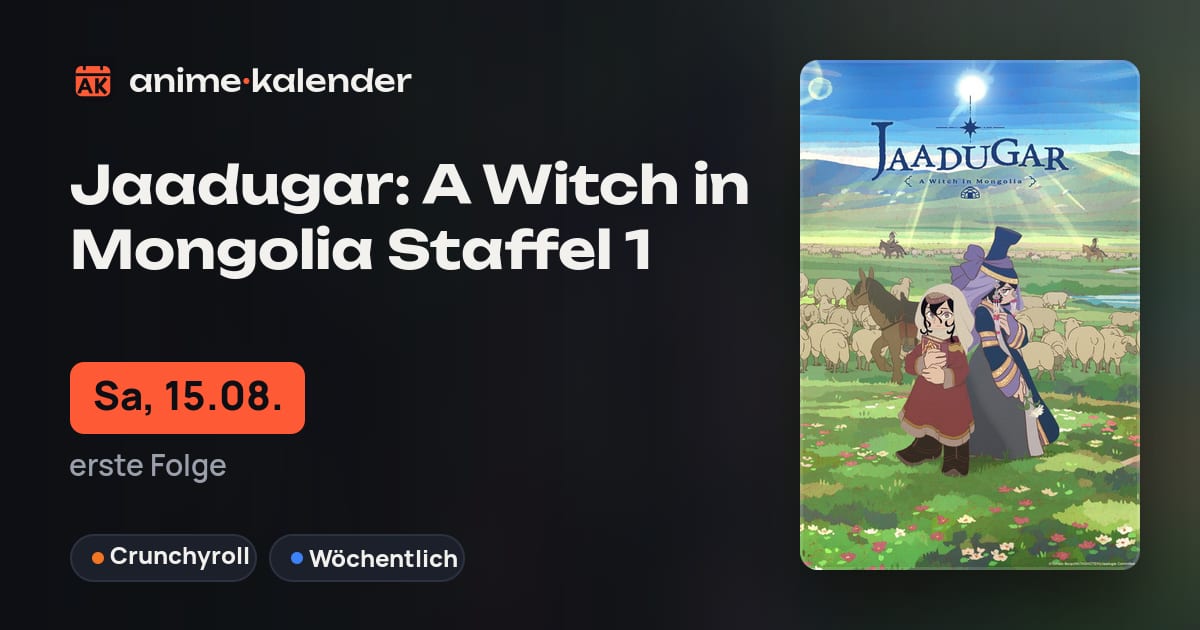 AK
anime·kalender
Jaadugar: A Witch in
Mongolia Staffel 1
Sa, 15.08.
erste Folge
Crunchyroll
Wöchentlich
JAADUGAR
A Witch in Mongolia